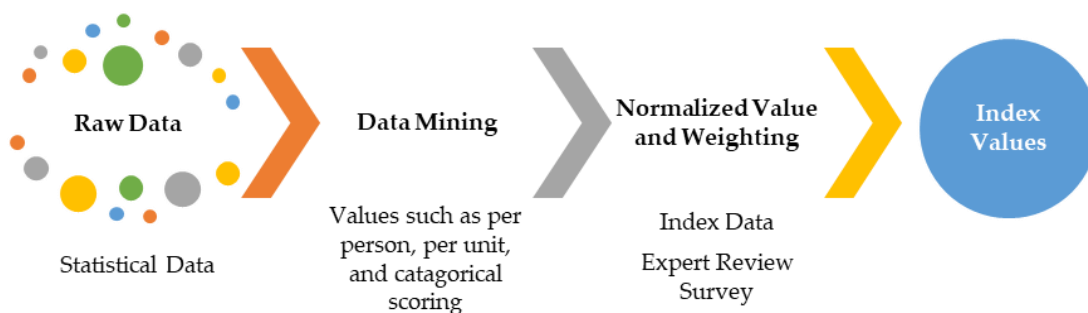 Raw Data
Statistical Data
Data Mining
Values such as per
person, per unit,
and catagorical
scoring
Normalized Value
and Weighting
Index Data
Expert Review
Survey
Index
Values